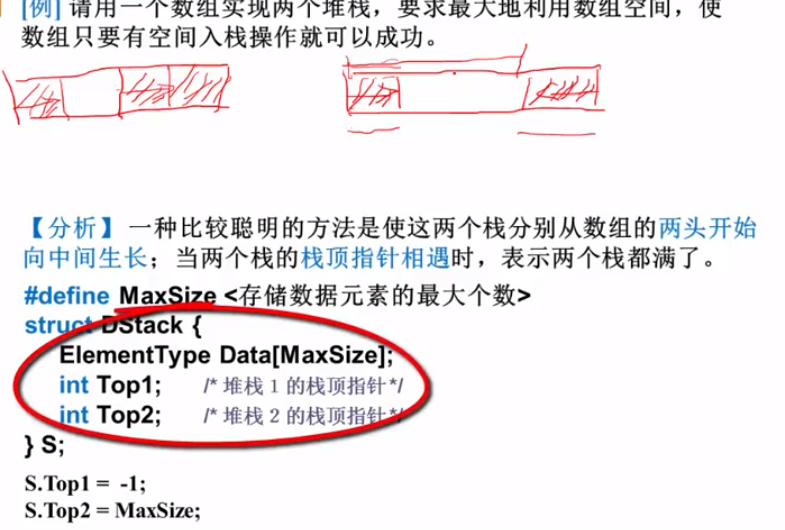 [例] 请用一个数组实现两个堆栈，要求最大地利用数组空间，使
数组只要有空间入栈操作就可以成功。
【分析】 一种比较聪明的方法是使这两个栈分别从数组的两头开始
向中间生长；当两个栈的栈顶指针相遇时，表示两个栈都满了。
#define MaxSize <存储数据元素的最大个数>
struct DStack {
ElementType Data[MaxSize];
int Top1; /* 堆栈 1 的栈顶指针 */
int Top2; /* 堆栈 2 的栈顶指针 */
} S;
S.Top1 = -1;
S.Top2 = MaxSize;